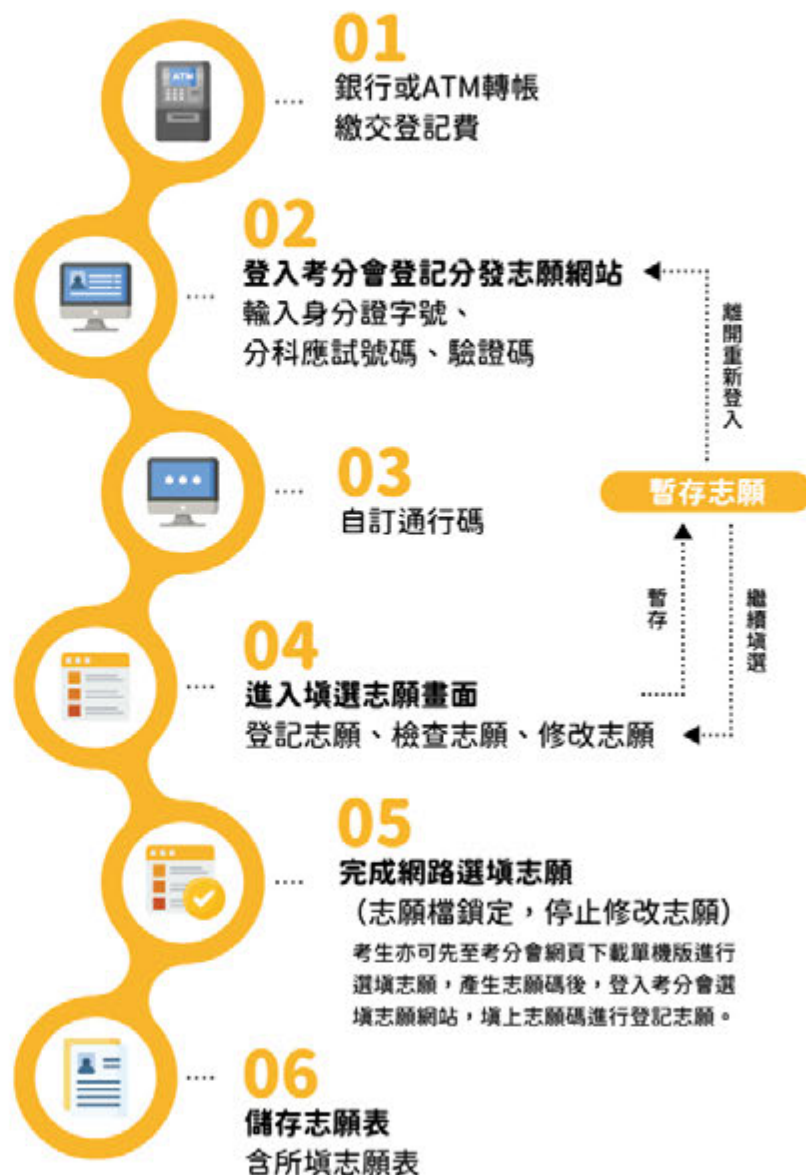 01
銀行或ATM轉帳
繳交登記費
02
登入考分會登記分發志願網站
輸入身分證字號、
分科應試號碼、驗證碼
離開重新登入
03
自訂通行碼
暫存志願
暫存
繼續填選
04
進入填選志願畫面
登記志願、檢查志願、修改志願
05
完成網路選填志願
(志願檔鎖定,停止修改志願)
考生亦可先至考分會網頁下載單機版進行
選填志願,產生志願碼後,登入考分會選
填志願網站,填上志願碼進行登記志願。
06
儲存志願表
含所填志願表
ATM